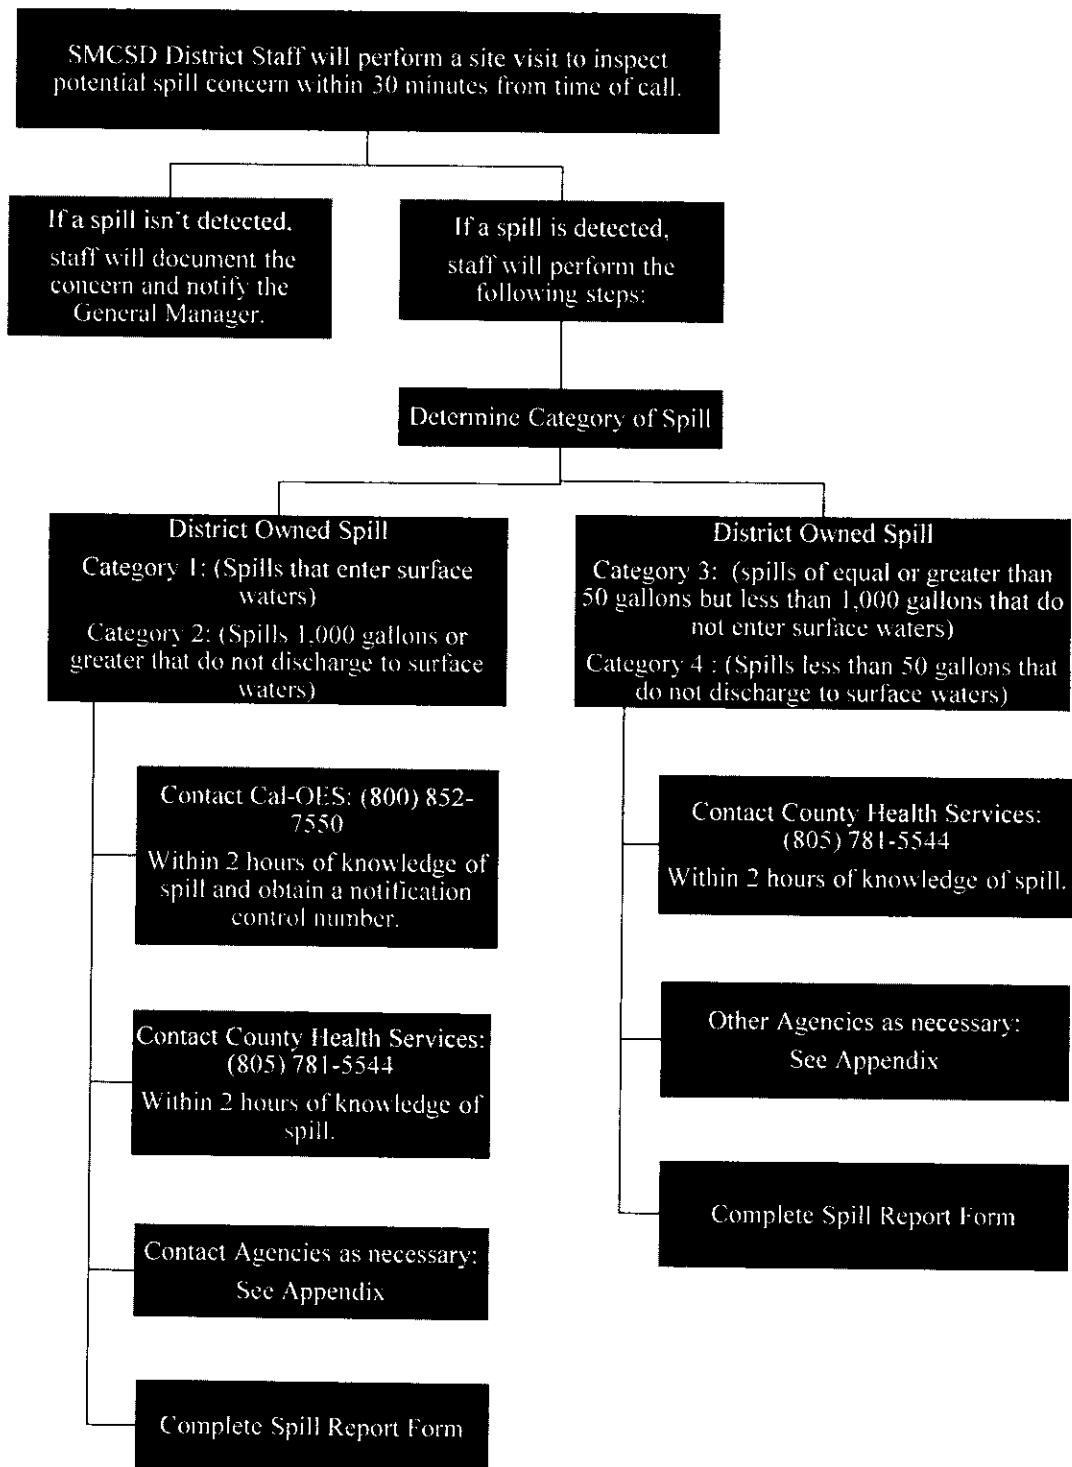 SMCSD District Staff will perform a site visit to inspect
potential spill concern within 30 minutes from time of call.
If a spill isn't detected,
staff will document the
concern and notify the
General Manager.
If a spill is detected,
staff will perform the
following steps:
Determine Category of Spill
District Owned Spill
Category 1: (Spills that enter surface
waters)
Category 2: (Spills 1,000 gallons or
greater that do not discharge to surface
waters)
District Owned Spill
Category 3: (spills of equal or greater than
50 gallons but less than 1,000 gallons that do
not enter surface waters)
Category 4 : (Spills less than 50 gallons that
do not discharge to surface waters)
Contact Cal-OES: (800) 852-
7550
Within 2 hours of knowledge of
spill and obtain a notification
control number.
Contact County Health Services:
(805) 781-5544
Within 2 hours of knowledge of
spill.
Contact Agencies as necessary:
See Appendix
Complete Spill Report Form
Contact County Health Services:
(805) 781-5544
Within 2 hours of knowledge of spill.
Other Agencies as necessary:
See Appendix
Complete Spill Report Form